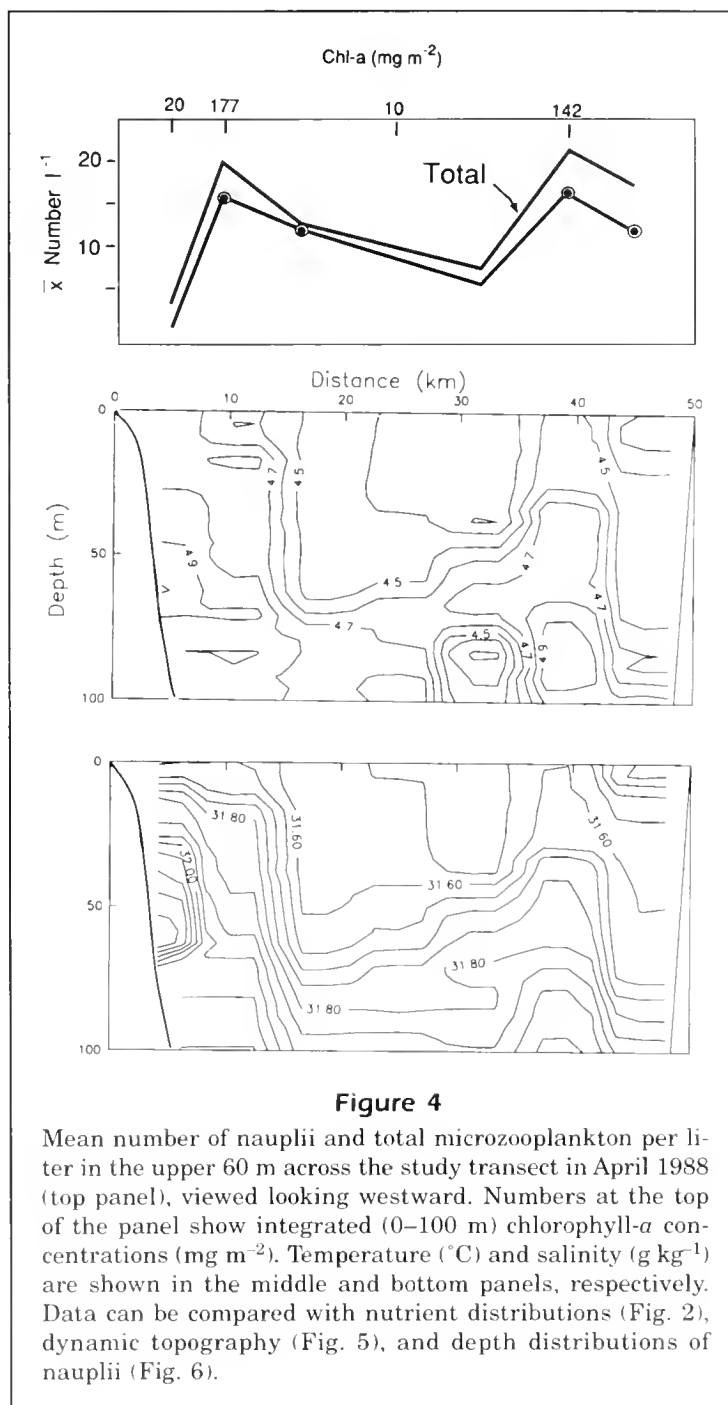 Chl-a (mg m-2)
20 177 10 142
20
10
x̄ Number l-1
Total
Distance (km)
0 10 20 30 40 50
0
50
100
Depth (m)
4.7 4.5 4.5
4.9 4.7
4.5 4.7
4.7 4.5 4.7 4.9
0
50
100
31.80 31.60 31.60
32.00 31.60
31.80
31.80
Figure 4
Mean number of nauplii and total microzooplankton per li-
ter in the upper 60 m across the study transect in April 1988
(top panel), viewed looking westward. Numbers at the top
of the panel show integrated (0–100 m) chlorophyll-a con-
centrations (mg m-2). Temperature (°C) and salinity (g kg-1)
are shown in the middle and bottom panels, respectively.
Data can be compared with nutrient distributions (Fig. 2),
dynamic topography (Fig. 5), and depth distributions of
nauplii (Fig. 6).